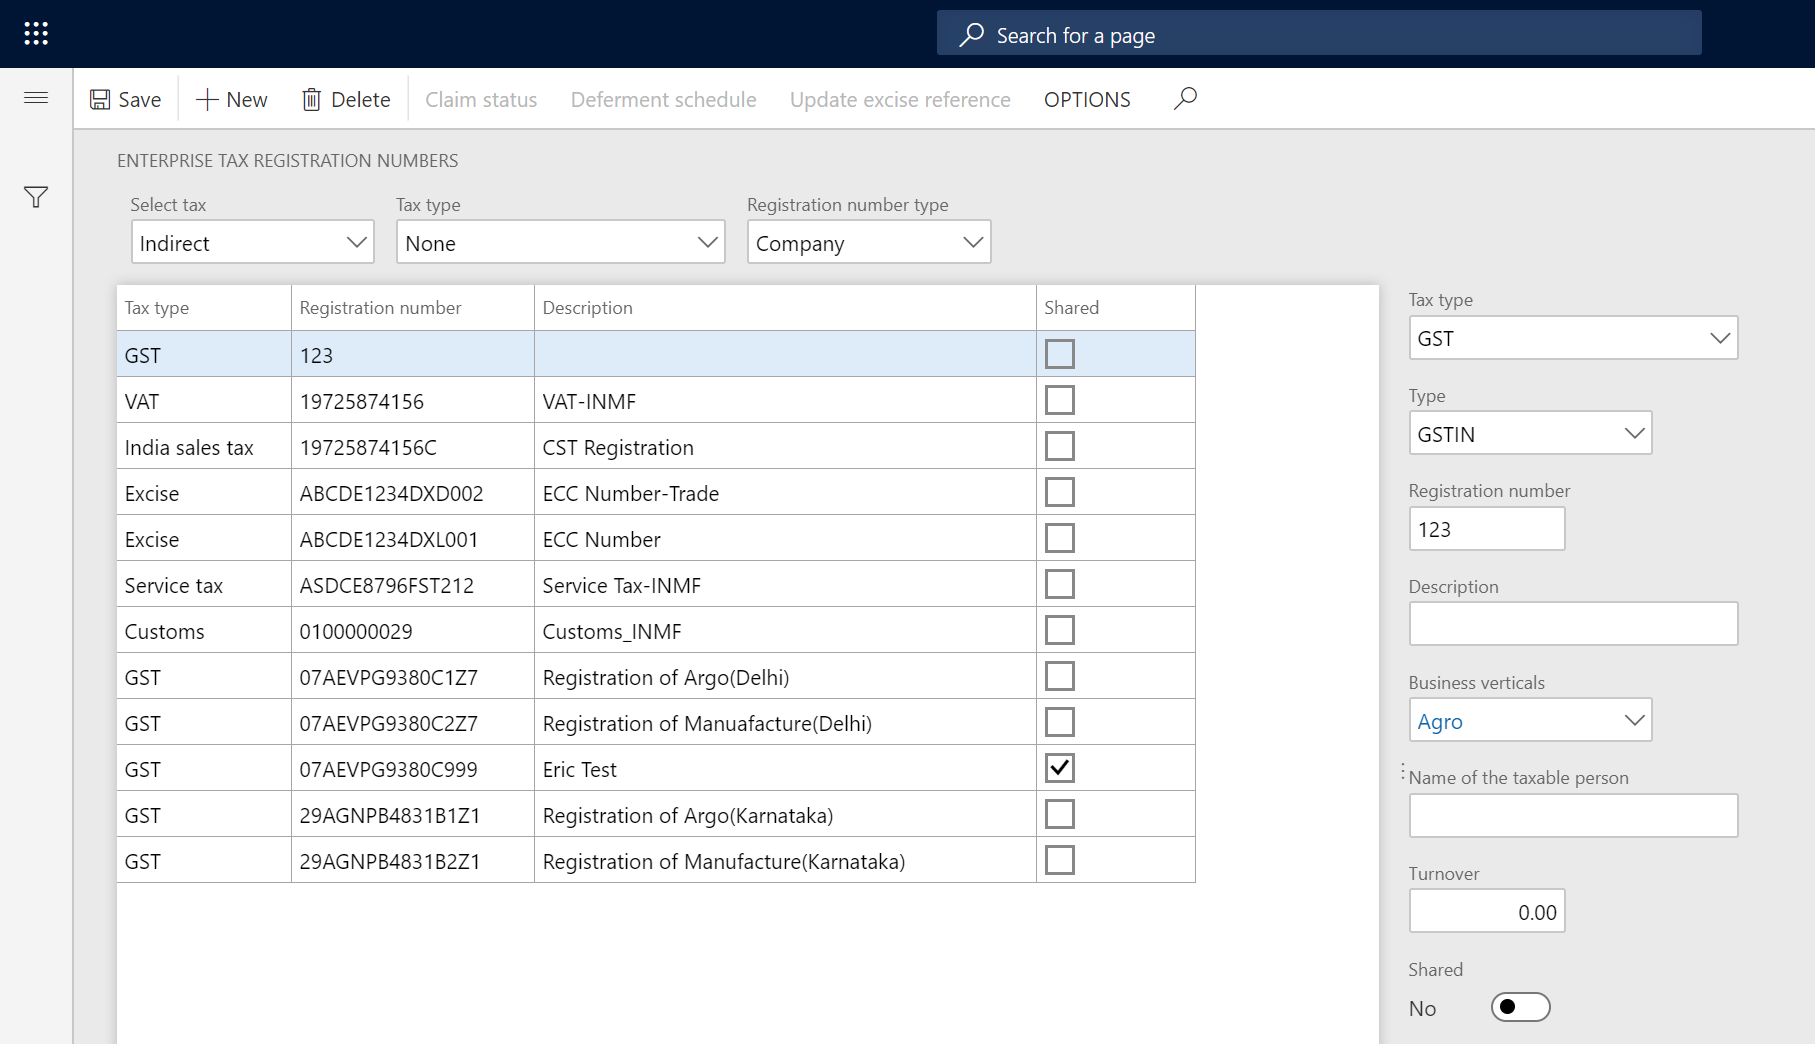 Search for a page
Save New Delete Claim status Deferment schedule Update excise reference OPTIONS
ENTERPRISE TAX REGISTRATION NUMBERS
Select tax Tax type Registration number type
Indirect None Company
Tax type Registration number Description Shared
GST 123
VAT 19725874156 VAT-INMF
India sales tax 19725874156C CST Registration
Excise ABCDE1234DXD002 ECC Number-Trade
Excise ABCDE1234DXL001 ECC Number
Service tax ASDCE8796FST212 Service Tax-INMF
Customs 0100000029 Customs_INMF
GST 07AEVPG9380C1Z7 Registration of Argo(Delhi)
GST 07AEVPG9380C2Z7 Registration of Manuafacture(Delhi)
GST 07AEVPG9380C999 Eric Test
GST 29AGNPB4831B1Z1 Registration of Argo(Karnataka)
GST 29AGNPB4831B2Z1 Registration of Manufacture(Karnataka)
Tax type
GST
Type
GSTIN
Registration number
123
Description
Business verticals
Agro
Name of the taxable person
Turnover
0.00
Shared
No